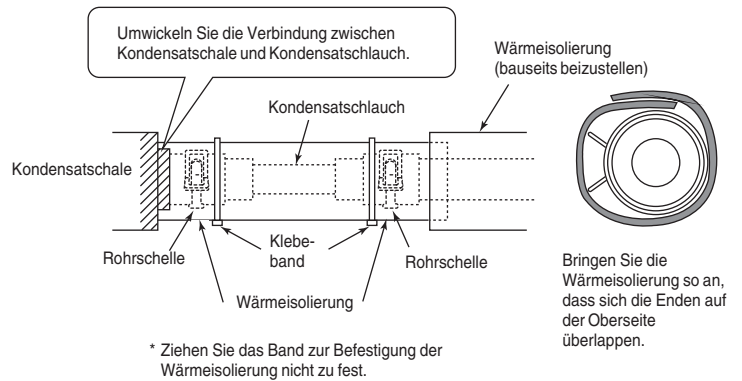 Umwickeln Sie die Verbindung zwischen
Kondensatschale und Kondensatschlauch.
Wärmeisolierung
(bauseits beizustellen)
Kondensatschlauch
Kondensatschale
Rohrschelle
Klebe-
band
Rohrschelle
Wärmeisolierung
Bringen Sie die
Wärmeisolierung so an,
dass sich die Enden auf
der Oberseite
überlappen.
* Ziehen Sie das Band zur Befestigung der
Wärmeisolierung nicht zu fest.